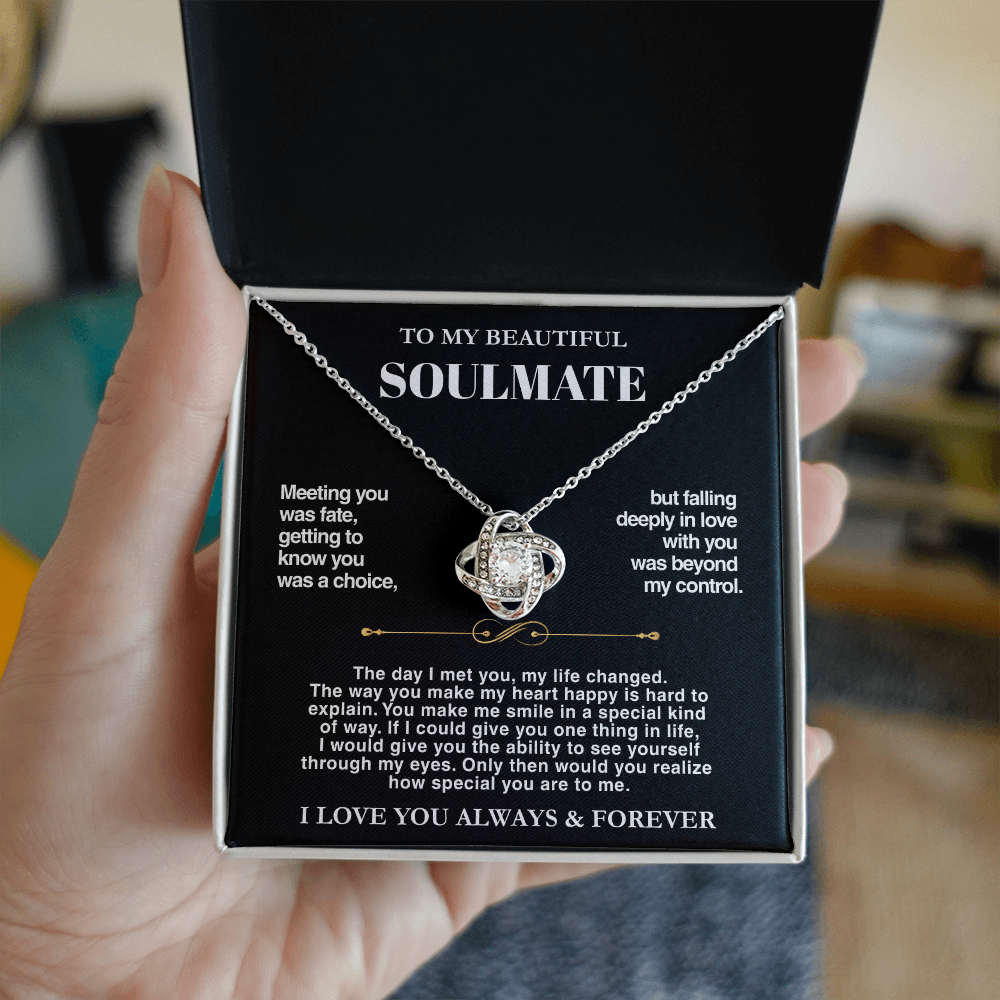 TO MY BEAUTIFUL
SOULMATE
Meeting you
was fate,
getting to
know you
was a choice,
but falling
deeply in love
with you
was beyond
my control.
The day I met you, my life changed.
The way you make my heart happy is hard to
explain. You make me smile in a special kind
of way. If I could give you one thing in life,
I would give you the ability to see yourself
through my eyes. Only then would you realize
how special you are to me.
I LOVE YOU ALWAYS & FOREVER